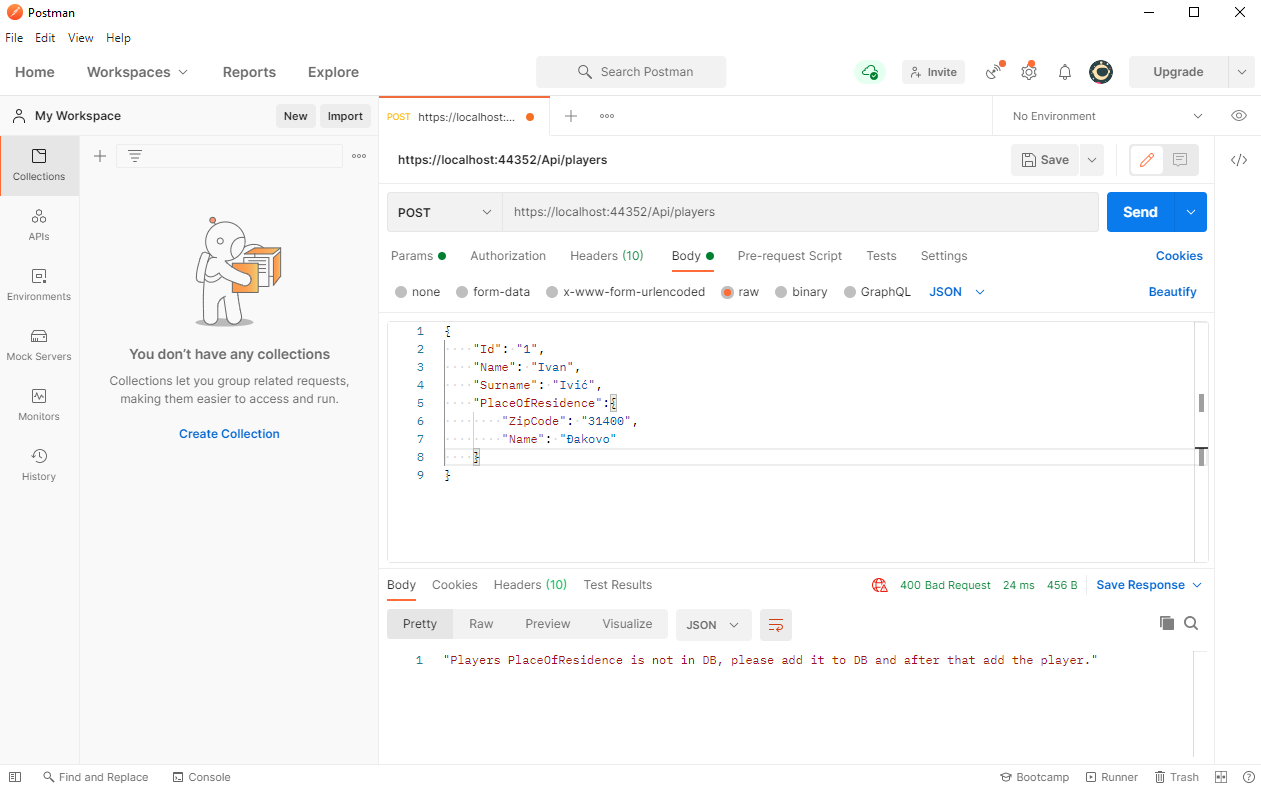 Postman
File Edit View Help
Home Workspaces Reports Explore Search Postman Invite Upgrade
My Workspace New Import POST https://localhost:... No Environment
https://localhost:44352/Api/players Save
Collections
APIs
Environments
Mock Servers
Monitors
History
You don't have any collections
Collections let you group related requests,
making them easier to access and run.
Create Collection
POST https://localhost:44352/Api/players Send
Params Authorization Headers (10) Body Pre-request Script Tests Settings Cookies
none form-data x-www-form-urlencoded raw binary GraphQL JSON Beautify
1 {
2 "Id": "1",
3 "Name": "Ivan",
4 "Surname": "Ivić",
5 "PlaceOfResidence":{
6 "ZipCode": "31400",
7 "Name": "Đakovo"
8 }
9 }
Body Cookies Headers (10) Test Results 400 Bad Request 24 ms 456 B Save Response
Pretty Raw Preview Visualize JSON
1 "Players PlaceOfResidence is not in DB, please add it to DB and after that add the player."
Find and Replace Console Bootcamp Runner Trash